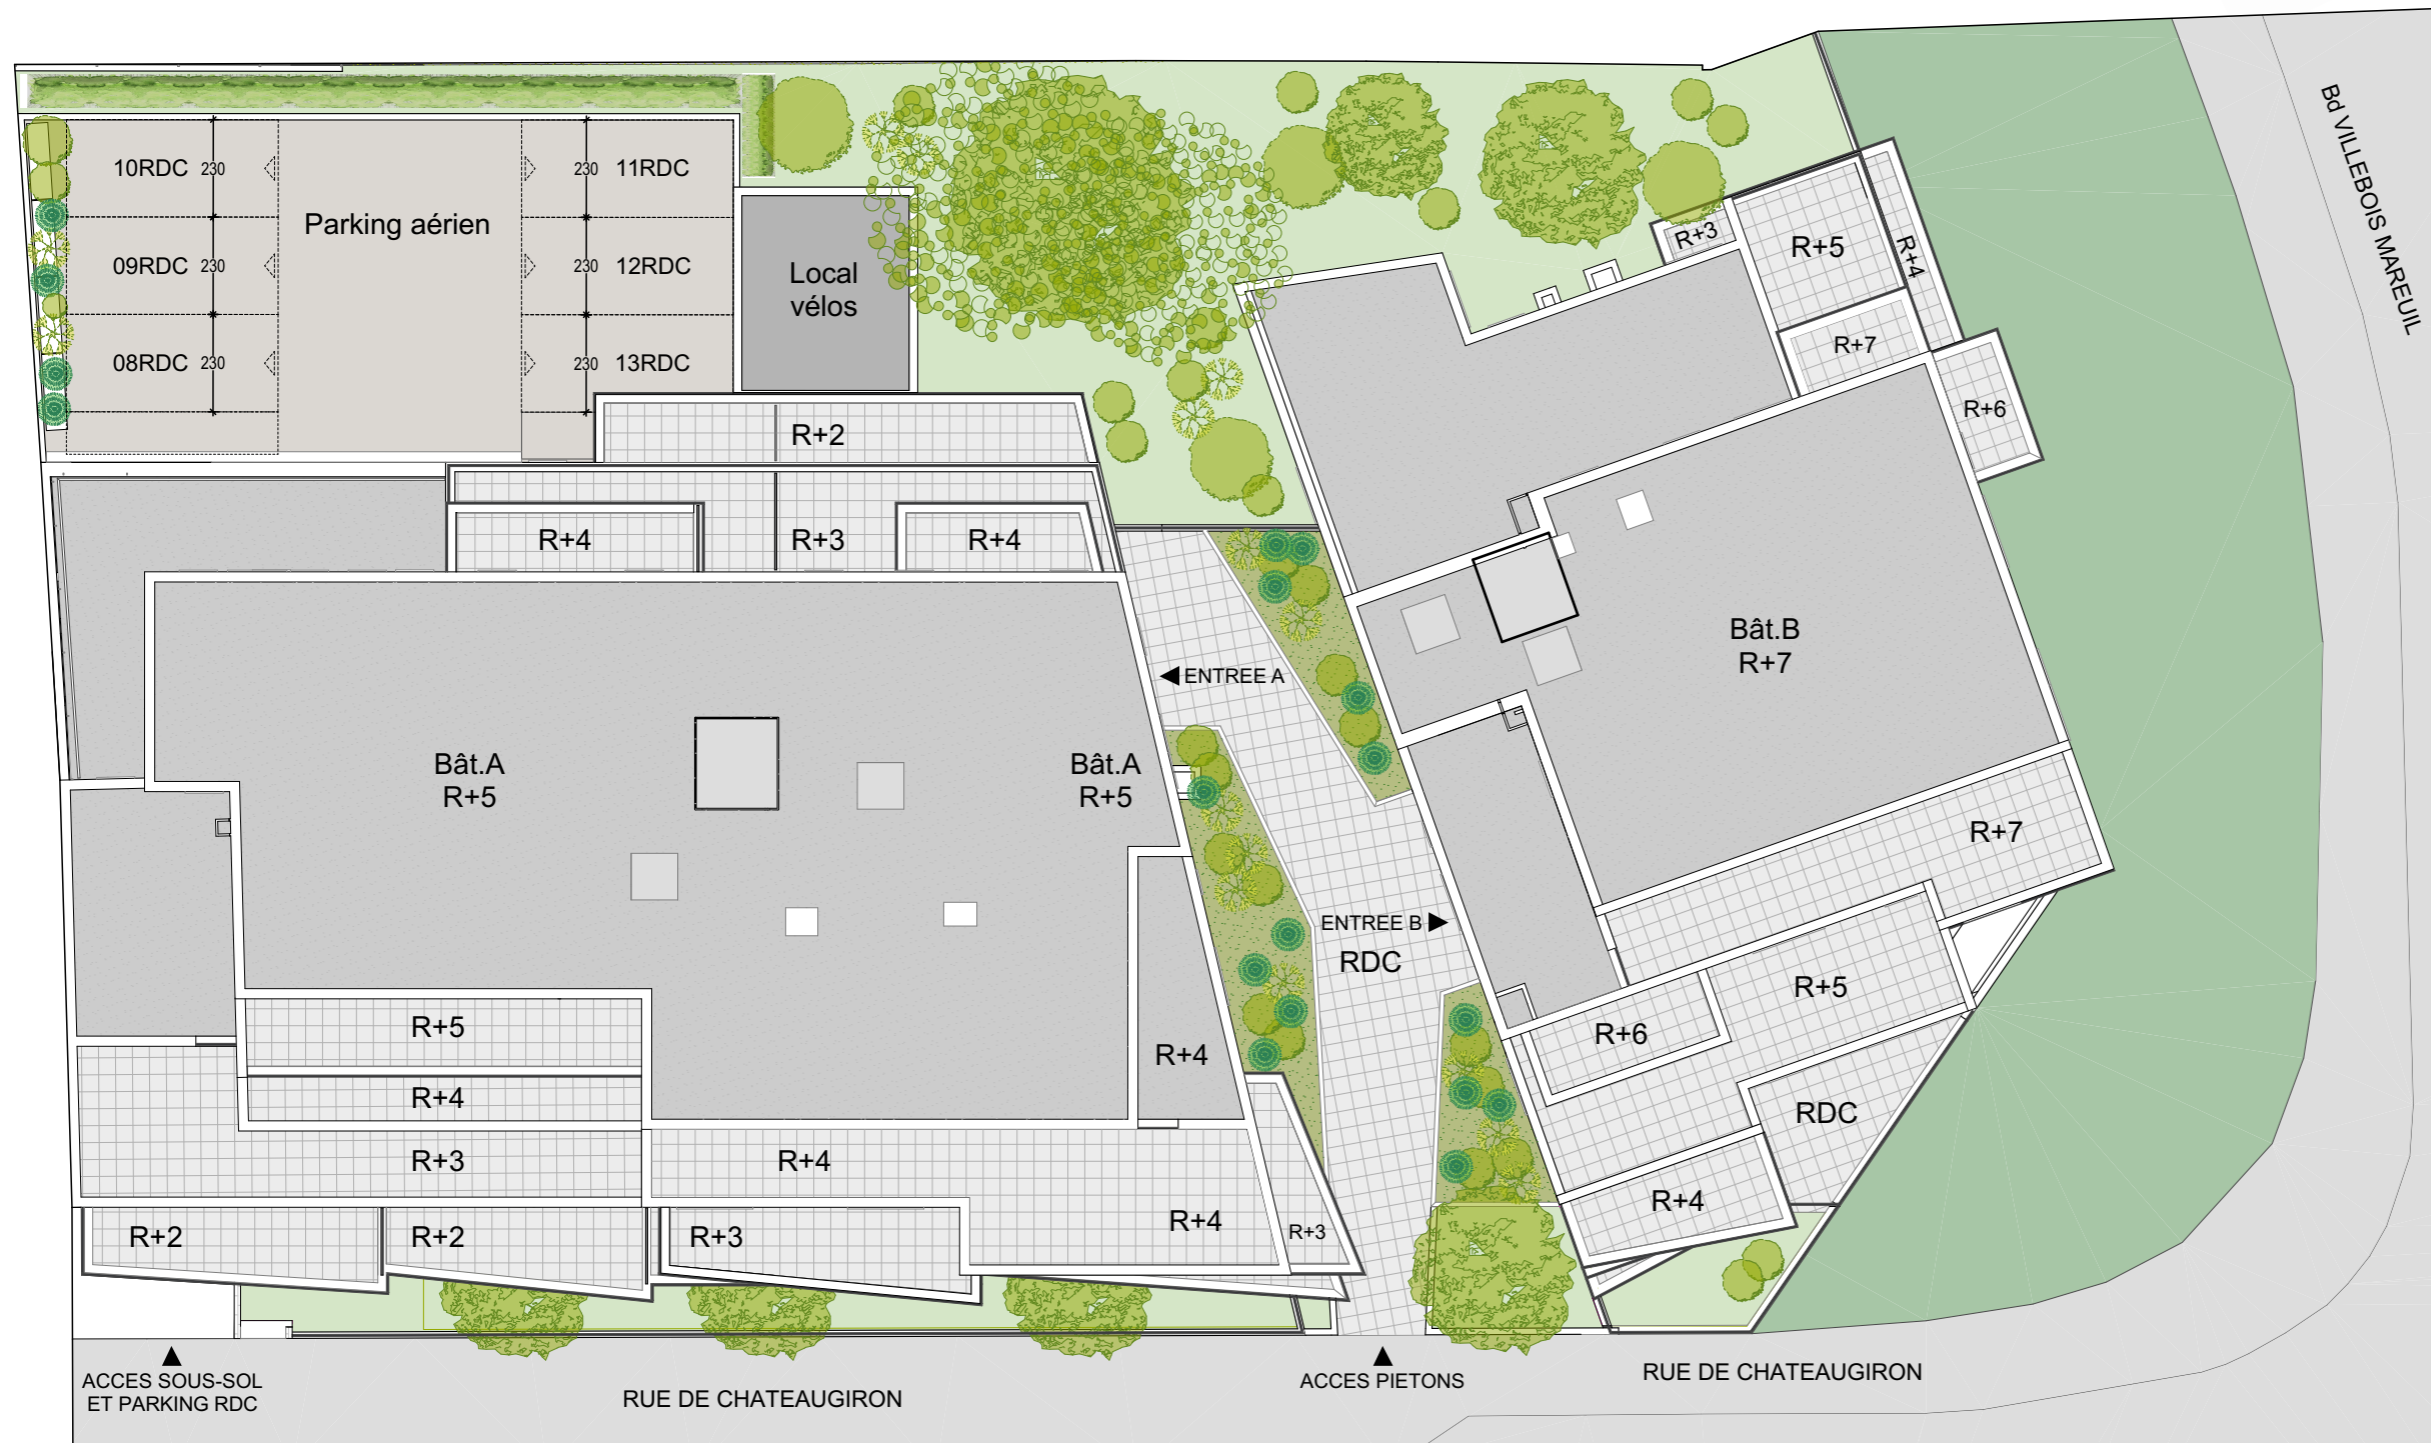 Bd VILLEBOIS MAREUIL
10RDC 230
230 11RDC
Parking aérien
09RDC 230
230 12RDC
08RDC 230
230 13RDC
Local
vélos
R+3
R+5
R+4
R+7
R+6
R+2
R+4
R+3
R+4
Bât.B
R+7
ENTREE A
Bât.A
R+5
Bât.A
R+5
R+7
ENTREE B
RDC
R+5
R+5
R+6
R+4
R+4
RDC
R+3
R+4
R+4
R+4
R+2
R+2
R+3
R+3
ACCES SOUS-SOL
ET PARKING RDC
RUE DE CHATEAUGIRON
ACCES PIETONS
RUE DE CHATEAUGIRON